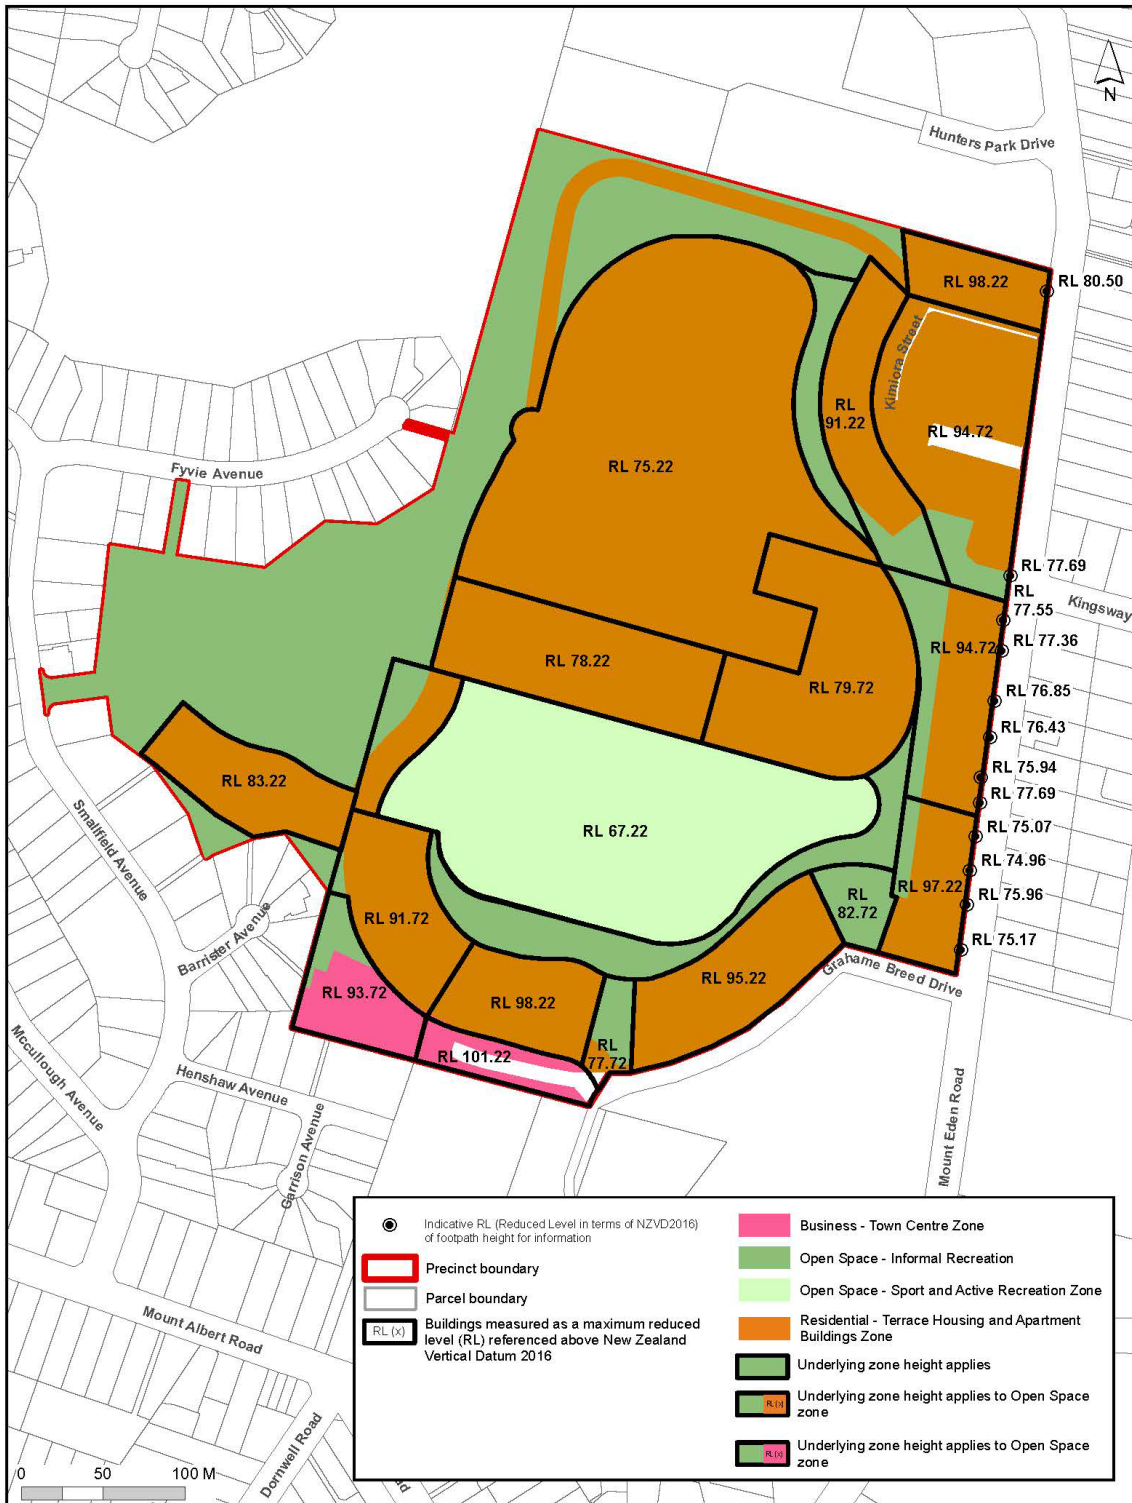 Hunters Park Drive
N
RL 98.22
RL 80.50
Kimiora Street
RL
91.22
RL 94.72
RL 75.22
Fyvie Avenue
RL 77.69
RL
77.55
Kingsway
RL 94.72
RL 77.36
RL 78.22
RL 79.72
RL 76.85
RL 76.43
RL 83.22
RL 75.94
RL 77.69
RL 67.22
RL 75.07
Smallfield Avenue
RL 74.96
RL 97.22
RL
82.72
RL 75.96
RL 91.72
Barrister Avenue
RL 75.17
RL 95.22
Grahame Breed Drive
RL 93.72
RL 98.22
RL 101.22
RL
77.72
Mccullough Avenue
Henshaw Avenue
Garrison Avenue
Mount Eden Road
Mount Albert Road
Dornwell Road
ad
0 50 100 M
Indicative RL (Reduced Level in terms of NZVD2016)
of footpath height for information
Precinct boundary
Parcel boundary
RL (x)
Buildings measured as a maximum reduced
level (RL) referenced above New Zealand
Vertical Datum 2016
Business - Town Centre Zone
Open Space - Informal Recreation
Open Space - Sport and Active Recreation Zone
Residential - Terrace Housing and Apartment
Buildings Zone
Underlying zone height applies
RL(x)
Underlying zone height applies to Open Space
zone
RL(x)
Underlying zone height applies to Open Space
zone